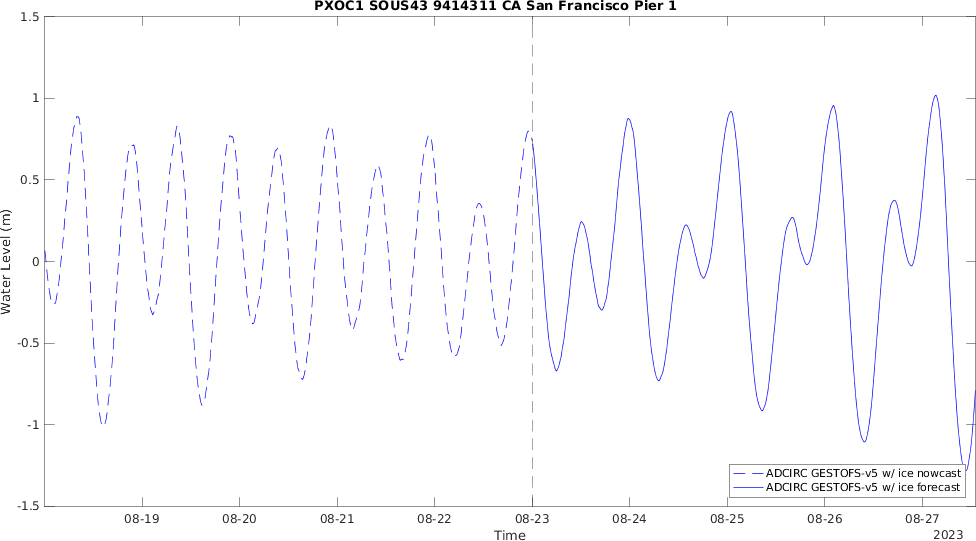 PXOC1 SOUS43 9414311 CA San Francisco Pier 1
1.5
1
0.5
0
-0.5
-1
-1.5
Water Level (m)
ADCIRC GESTOFS-v5 w/ ice nowcast
ADCIRC GESTOFS-v5 w/ ice forecast
08-19 08-20 08-21 08-22 08-23 08-24 08-25 08-26 08-27
Time
2023